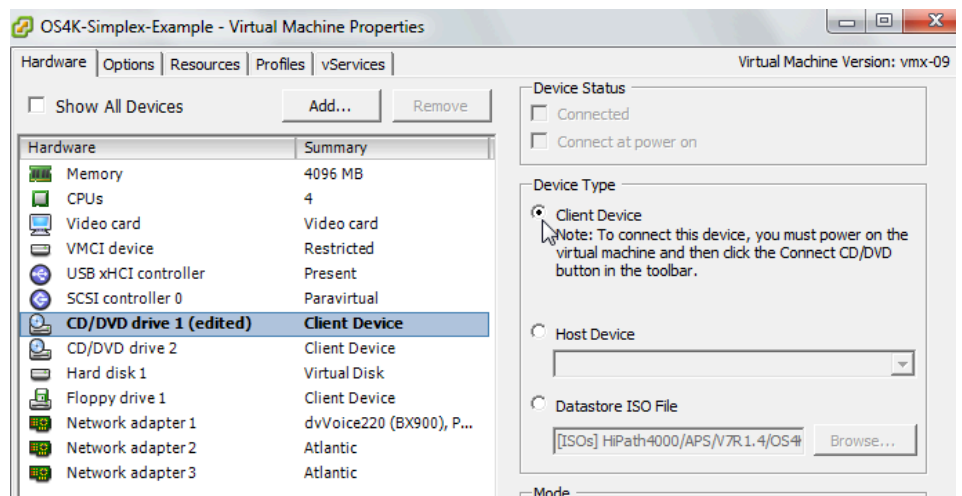 OS4K-Simplex-Example - Virtual Machine Properties
Hardware Options Resources Profiles vServices Virtual Machine Version: vmx-09
Show All Devices Add... Remove
Hardware Summary
Memory 4096 MB
CPUs 4
Video card Video card
VMCI device Restricted
USB xHCI controller Present
SCSI controller 0 Paravirtual
CD/DVD drive 1 (edited) Client Device
CD/DVD drive 2 Client Device
Hard disk 1 Virtual Disk
Floppy drive 1 Client Device
Network adapter 1 dvVoice220 (BX900), P...
Network adapter 2 Atlantic
Network adapter 3 Atlantic
Device Status
Connected
Connect at power on
Device Type
Client Device
Note: To connect this device, you must power on the
virtual machine and then click the Connect CD/DVD
button in the toolbar.
Host Device
Datastore ISO File
[ISOs] HiPath4000/APS/V7R1.4/OS4 Browse...
Mode